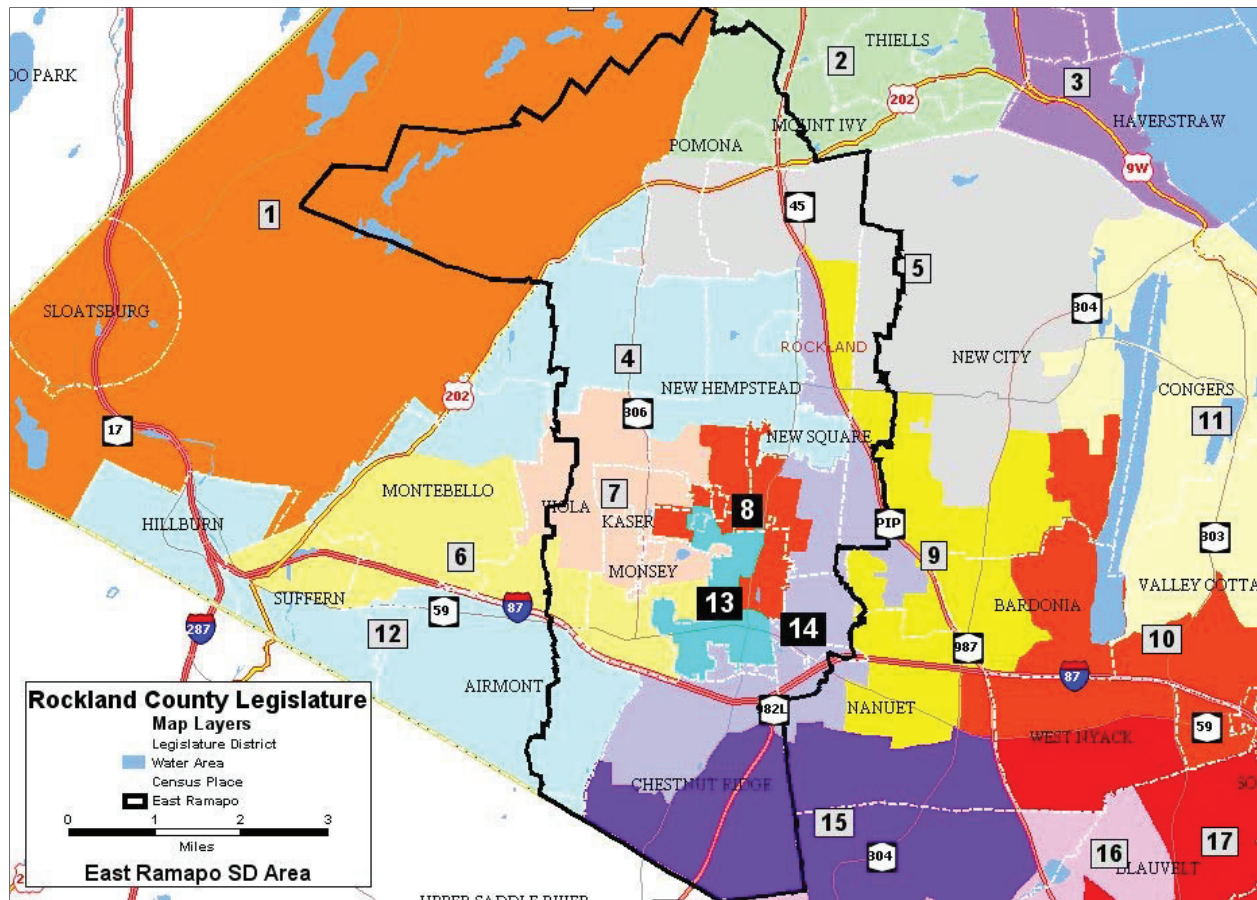 THIELLS
2
3
OO PARK
202
HAVERSTRAW
MOUNT IVY
POMONA
9W
1
45
5
SLOATSBURG
304
ROCKLAND
4
NEW CITY
NEW HEMPSTEAD
CONGERS
202
306
11
17
NEW SQUARE
MONTEBELLO
7
VIOLA
KASER
8
HILLBURN
PIP
303
6
9
MONSEY
VALLEY COTTA
SUFFERN
13
BARDONIA
59
87
287
12
14
10
987
87
AIRMONT
982L
NANUET
59
WEST NYACK
CHESTNUT RIDGE
SO
15
304
16
17
BLAUVELT
UPPER SADDLE RIVER
Rockland County Legislature
Map Layers
Legislature District
Water Area
Census Place
East Ramapo
0 1 2 3
Miles
East Ramapo SD Area